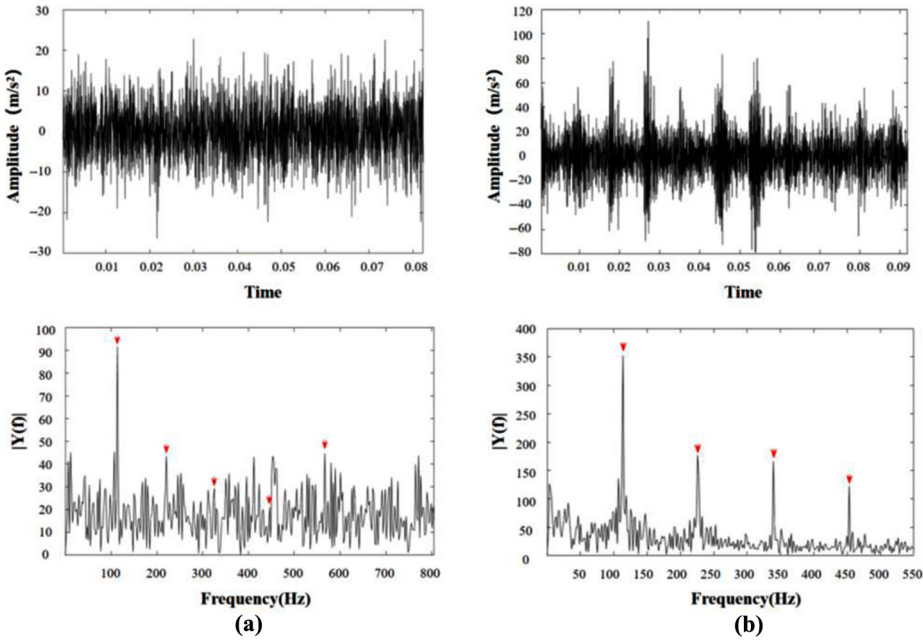 30
20
10
0
−10
−20
−30
Amplitude (m/s²)
0.01 0.02 0.03 0.04 0.05 0.06 0.07 0.08
Time
120
100
80
60
40
20
0
−20
−40
−60
−80
Amplitude (m/s²)
0.01 0.02 0.03 0.04 0.05 0.06 0.07 0.08 0.09
Time
100
90
80
70
60
50
40
30
20
10
0
|Y(f)|
100 200 300 400 500 600 700 800
Frequency(Hz)
(a)
400
350
300
250
200
150
100
50
0
|Y(f)|
50 100 150 200 250 300 350 400 450 500 550
Frequency(Hz)
(b)